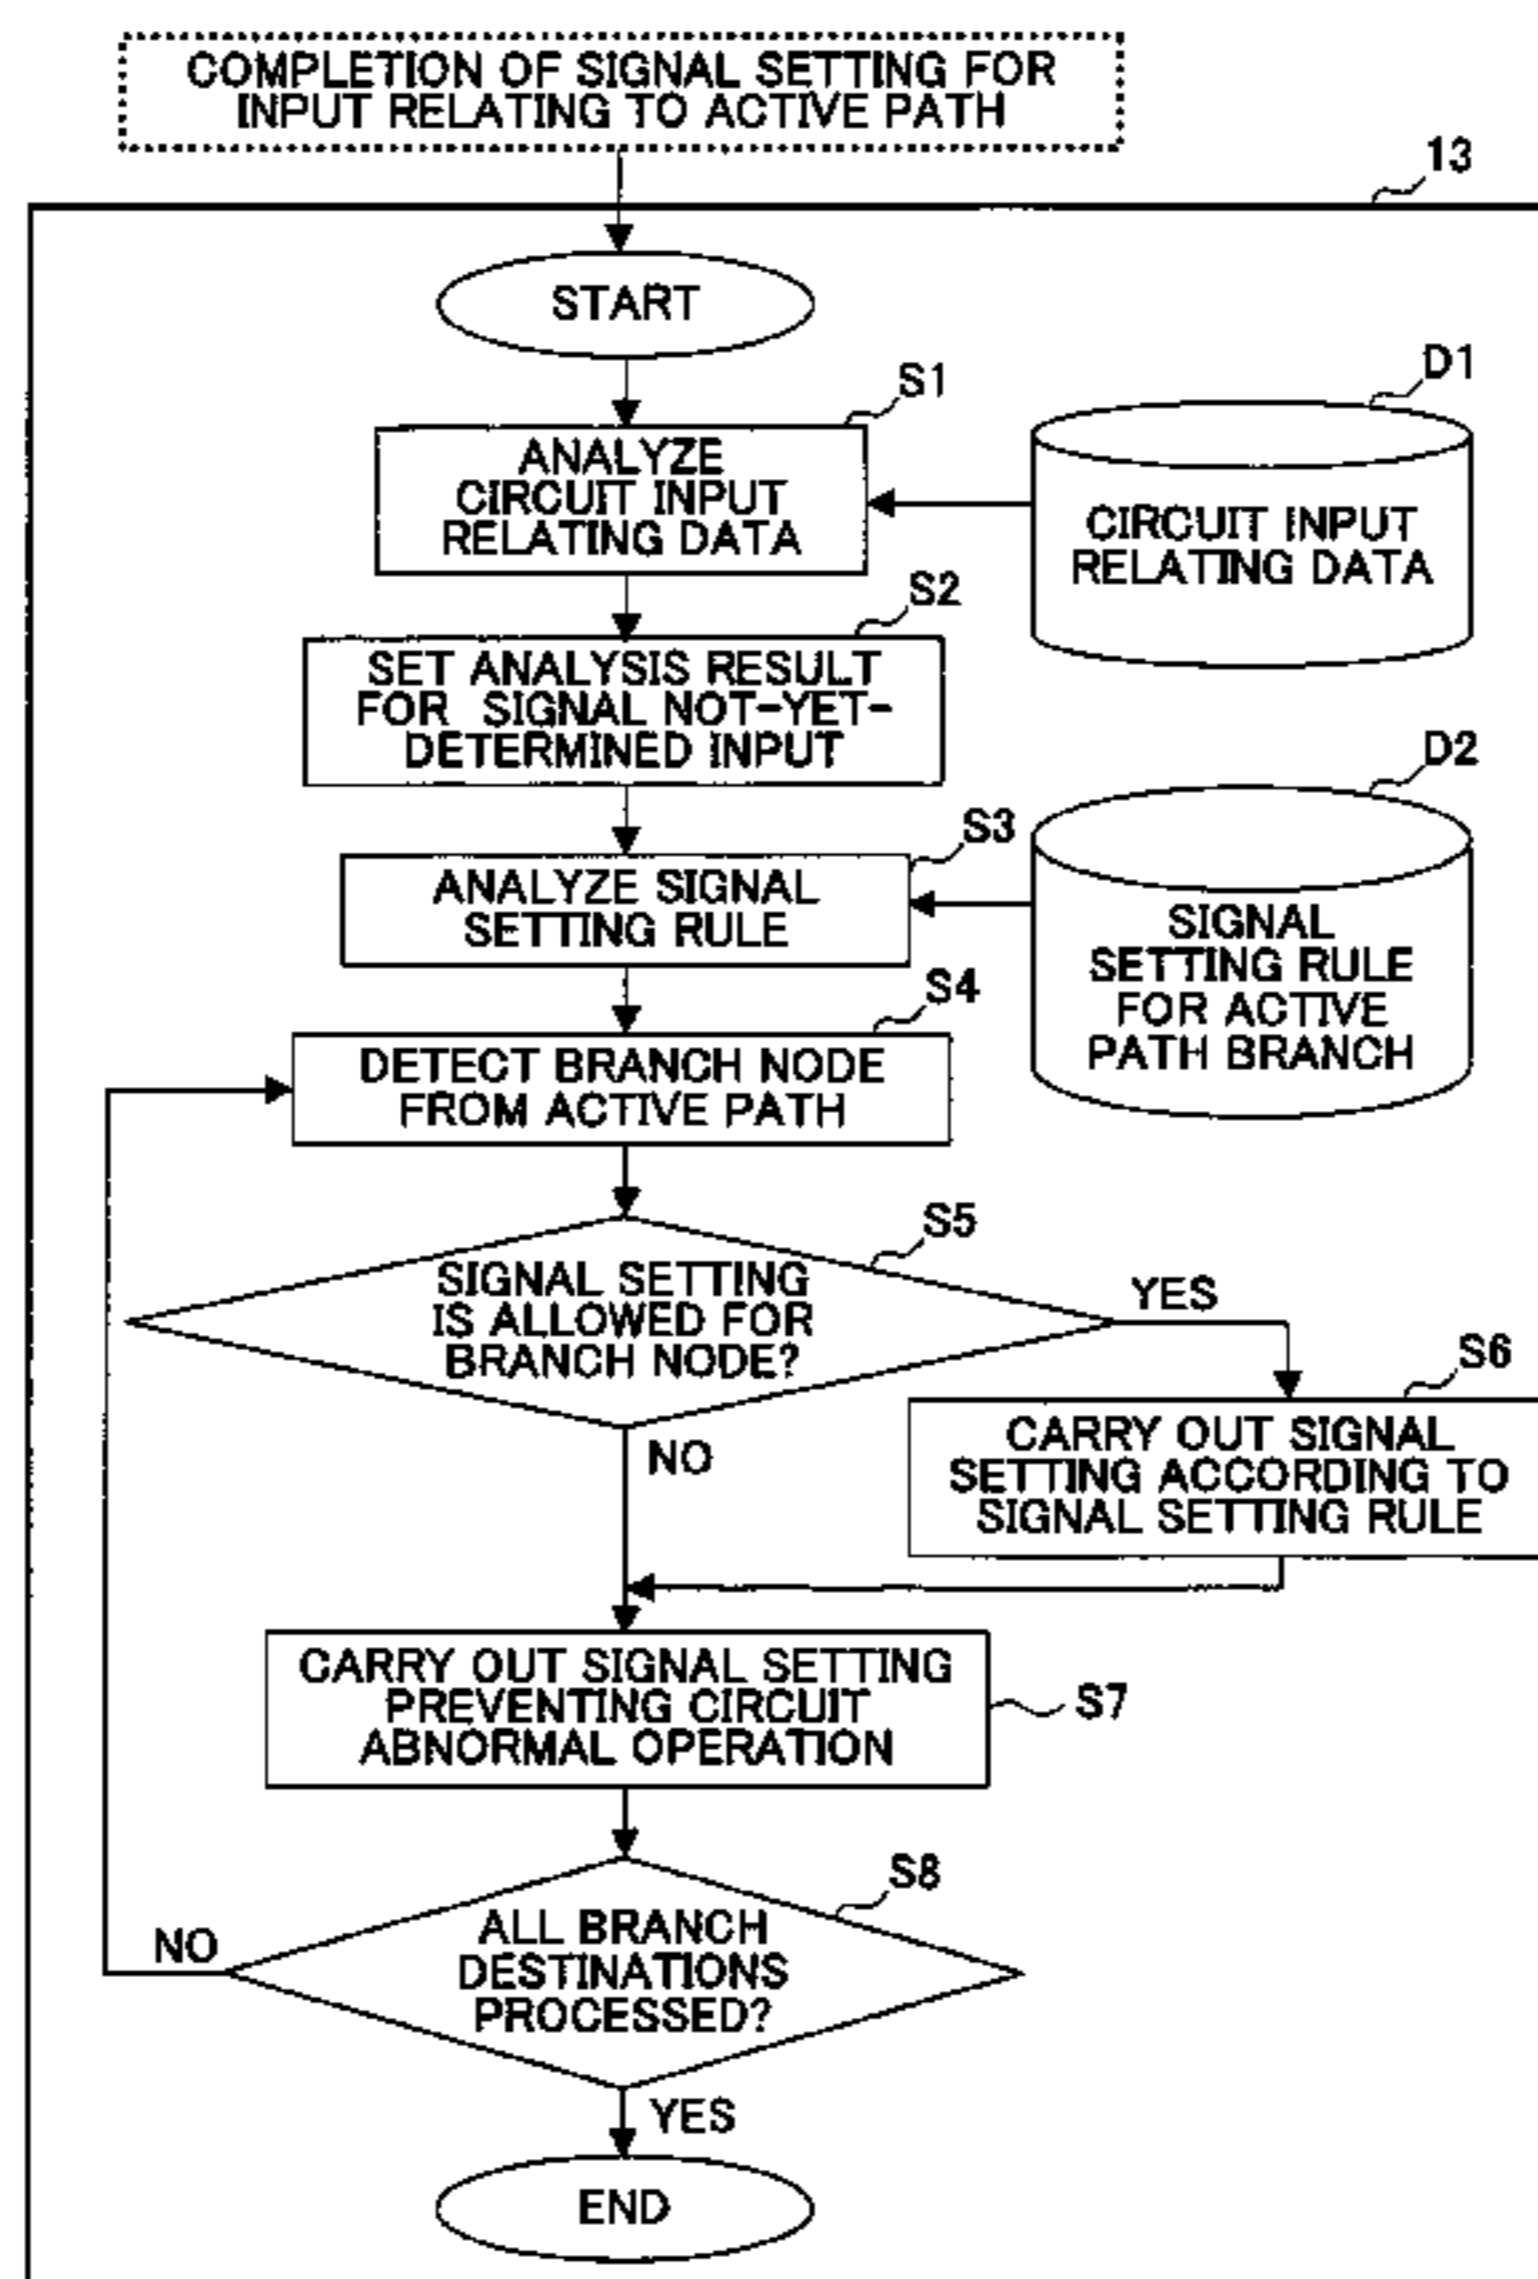 COMPLETION OF SIGNAL SETTING FOR
INPUT RELATING TO ACTIVE PATH
13
START
S1
ANALYZE
CIRCUIT INPUT
RELATING DATA
D1
CIRCUIT INPUT
RELATING DATA
S2
SET ANALYSIS RESULT
FOR SIGNAL NOT-YET-
DETERMINED INPUT
S3
ANALYZE SIGNAL
SETTING RULE
D2
SIGNAL
SETTING RULE
FOR ACTIVE
PATH BRANCH
S4
DETECT BRANCH NODE
FROM ACTIVE PATH
S5
SIGNAL SETTING
IS ALLOWED FOR
BRANCH NODE?
YES
NO
S6
CARRY OUT SIGNAL
SETTING ACCORDING TO
SIGNAL SETTING RULE
CARRY OUT SIGNAL SETTING
PREVENTING CIRCUIT
ABNORMAL OPERATION
S7
S8
ALL BRANCH
DESTINATIONS
PROCESSED?
NO
YES
END